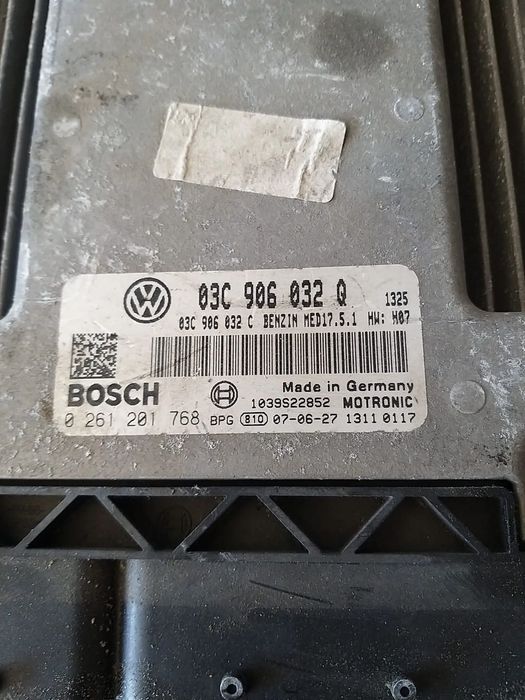 03C 906 032 Q 1325
03C 906 032 C BENZIN MED17.5.1 HW: H07
BOSCH
Made in Germany
1039S22852 MOTRONIC
0 261 201 768 BPG 810 07-06-27 1311 0117